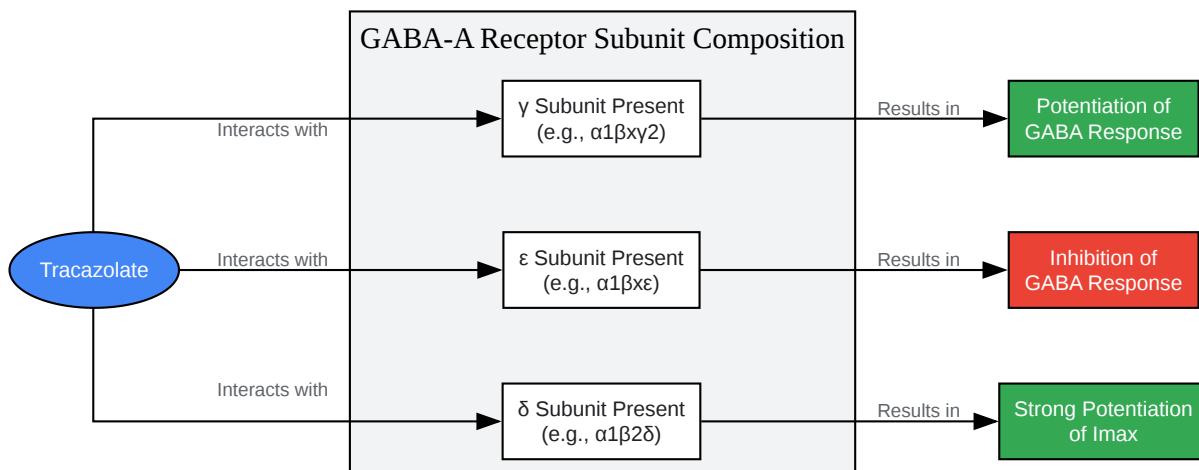 GABA-A Receptor Subunit Composition
Interacts with
γ Subunit Present
(e.g., α1βxγ2)
Results in
Potentiation of
GABA Response
Tracazolate
Interacts with
ε Subunit Present
(e.g., α1βxε)
Results in
Inhibition of
GABA Response
Interacts with
δ Subunit Present
(e.g., α1β2δ)
Results in
Strong Potentiation
of Imax